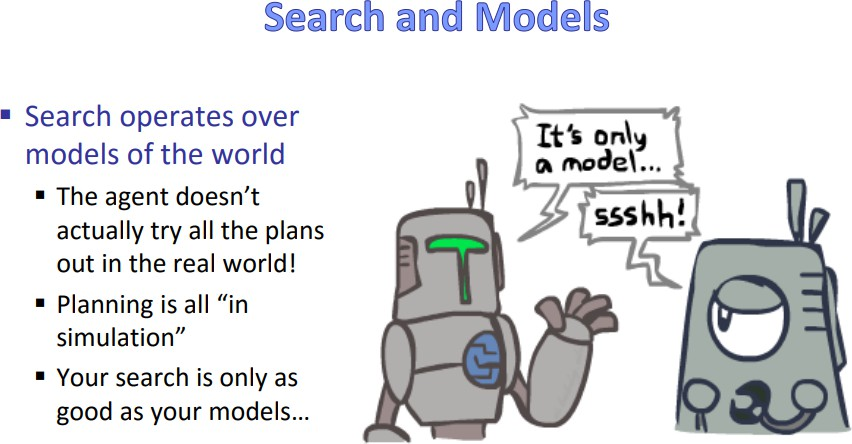 Search and Models
▪ Search operates over
models of the world
▪ The agent doesn’t
actually try all the plans
out in the real world!
▪ Planning is all “in
simulation”
▪ Your search is only as
good as your models…
It's only
a model...
ssshh!